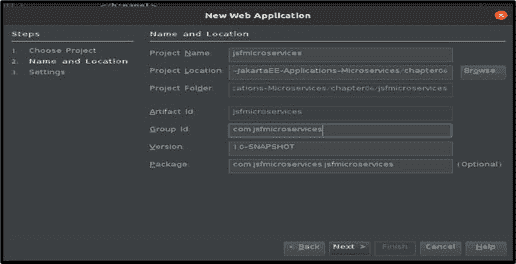 New Web Application
Steps
1. Choose Project
2. Name and Location
3. Settings
Name and Location
Project Name: jsfmicroservices
Project Location: -JakartaEE-Applications-Microservices/chapter06 Browse...
Project Folder: cations-Microservices/chapter06/jsfmicroservices
Artifact Id: jsfmicroservices
Group Id: com.jsfmicroservices
Version: 1.0-SNAPSHOT
Package: com.jsfmicroservices.jsfmicroservices (Optional)
< Back Next > Finish Cancel Help